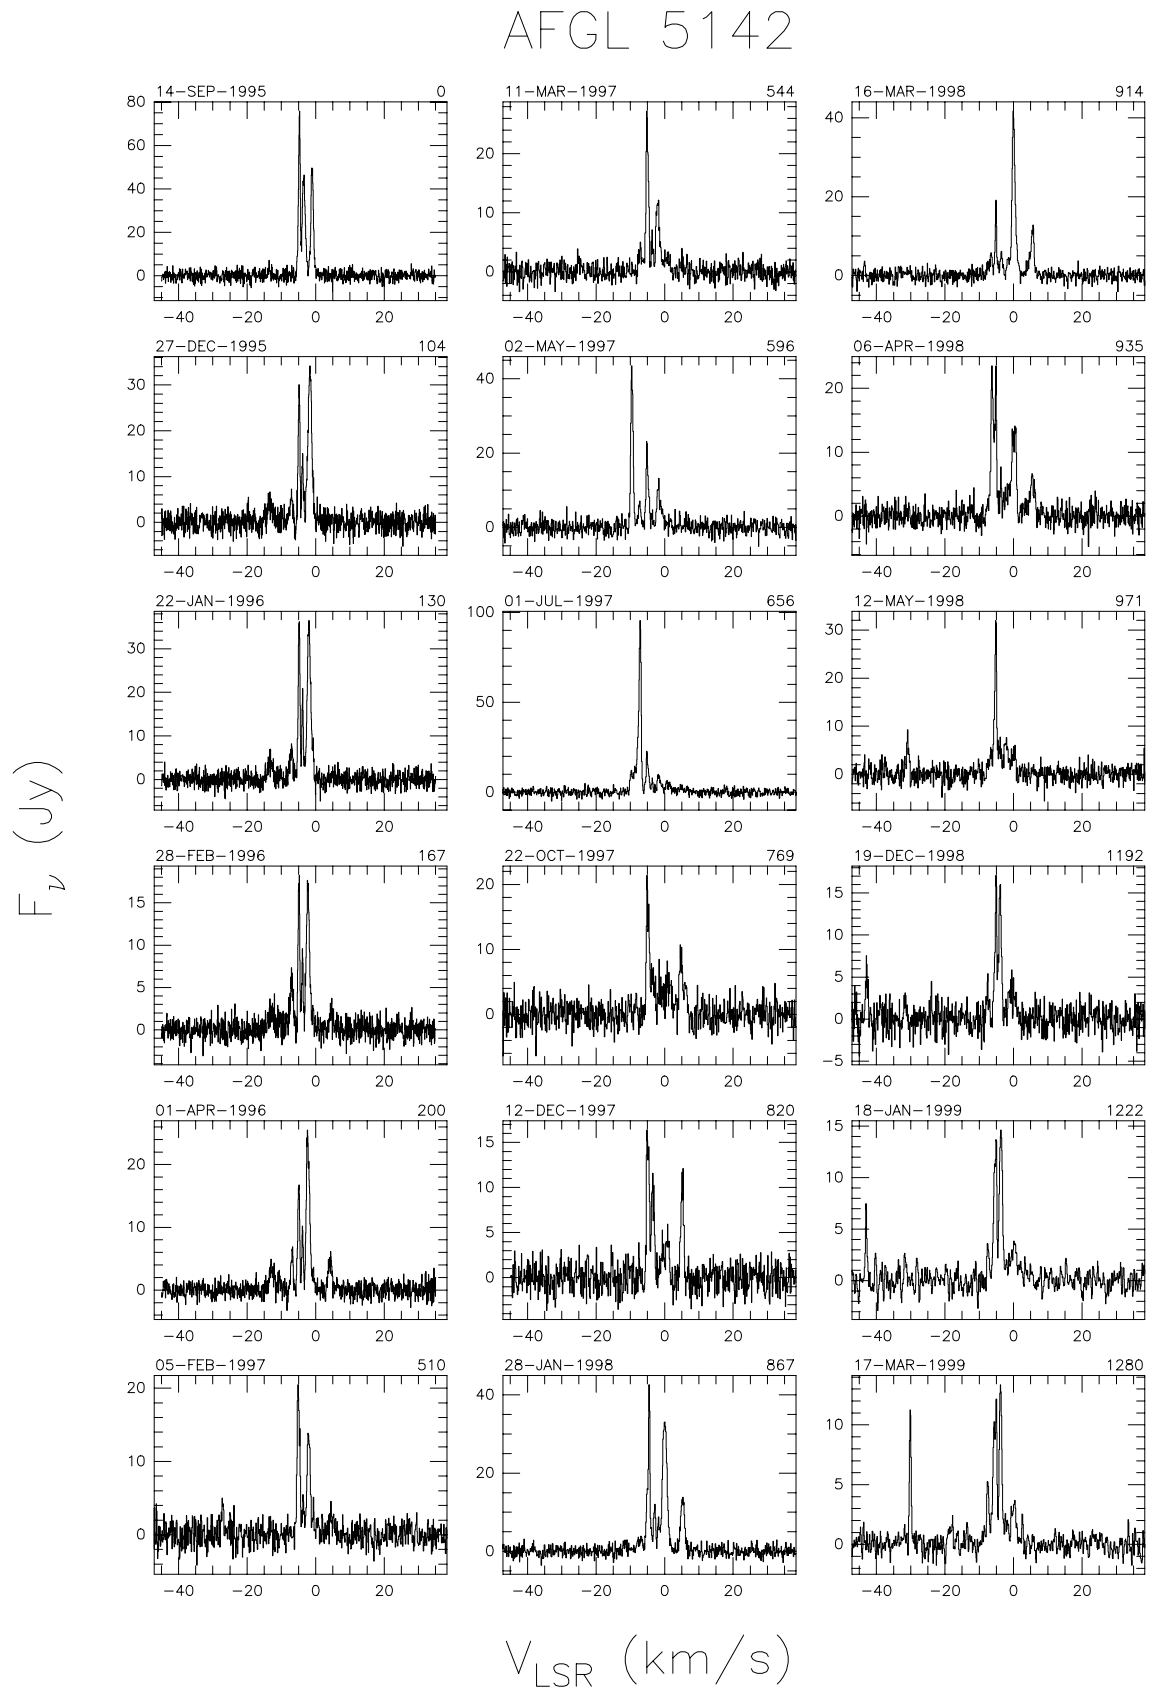 AFGL 5142
14−SEP−1995 0
80
60
40
20
0
−40 −20 0 20
11−MAR−1997 544
20
10
0
−40 −20 0 20
16−MAR−1998 914
40
20
0
−40 −20 0 20
27−DEC−1995 104
30
20
10
0
−40 −20 0 20
02−MAY−1997 596
40
20
0
−40 −20 0 20
06−APR−1998 935
20
10
0
−40 −20 0 20
22−JAN−1996 130
30
20
10
0
−40 −20 0 20
01−JUL−1997 656
100
50
0
−40 −20 0 20
12−MAY−1998 971
30
20
10
0
−40 −20 0 20
28−FEB−1996 167
15
10
5
0
−40 −20 0 20
22−OCT−1997 769
20
10
0
−40 −20 0 20
19−DEC−1998 1192
15
10
5
0
−5
−40 −20 0 20
01−APR−1996 200
20
10
0
−40 −20 0 20
12−DEC−1997 820
15
10
5
0
−40 −20 0 20
18−JAN−1999 1222
15
10
5
0
−40 −20 0 20
05−FEB−1997 510
20
10
0
−40 −20 0 20
28−JAN−1998 867
40
20
0
−40 −20 0 20
17−MAR−1999 1280
10
5
0
−40 −20 0 20
Fν (Jy)
VLSR (km/s)